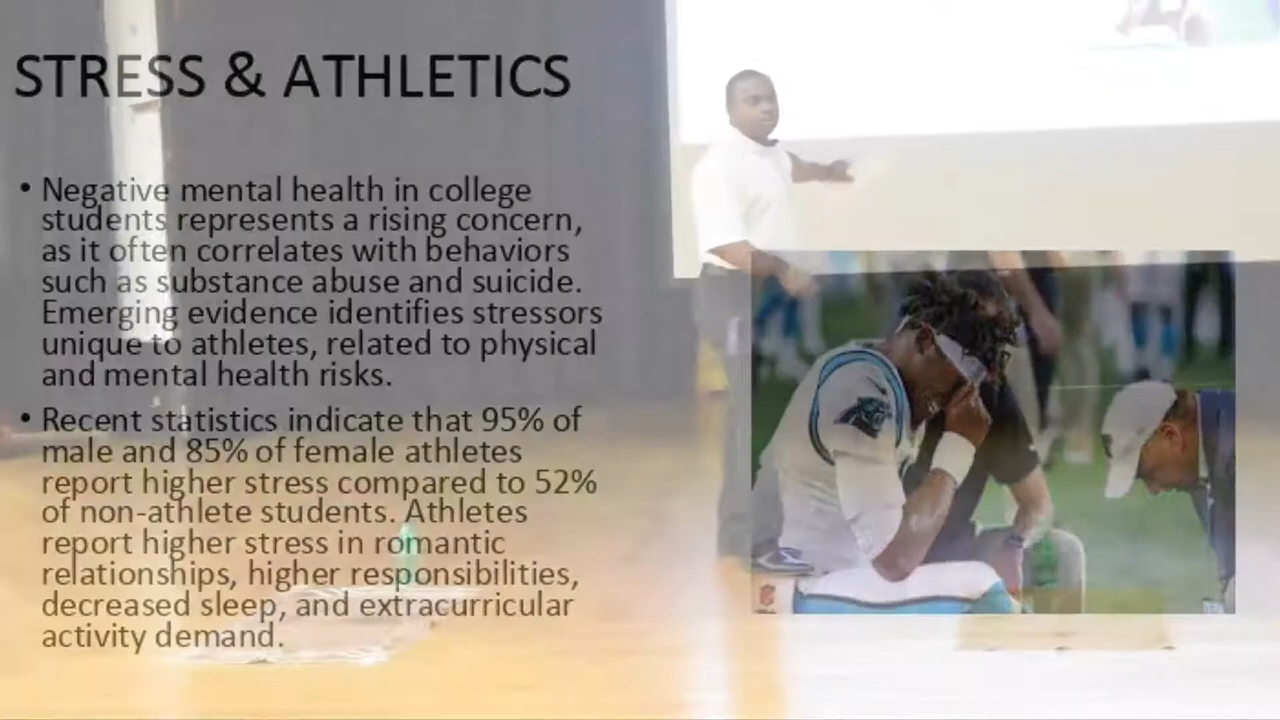 STRESS & ATHLETICS
• Negative mental health in college
students represents a rising concern,
as it often correlates with behaviors
such as substance abuse and suicide.
Emerging evidence identifies stressors
unique to athletes, related to physical
and mental health risks.
• Recent statistics indicate that 95% of
male and 85% of female athletes
report higher stress compared to 52%
of non-athlete students. Athletes
report higher stress in romantic
relationships, higher responsibilities,
decreased sleep, and extracurricular
activity demand.